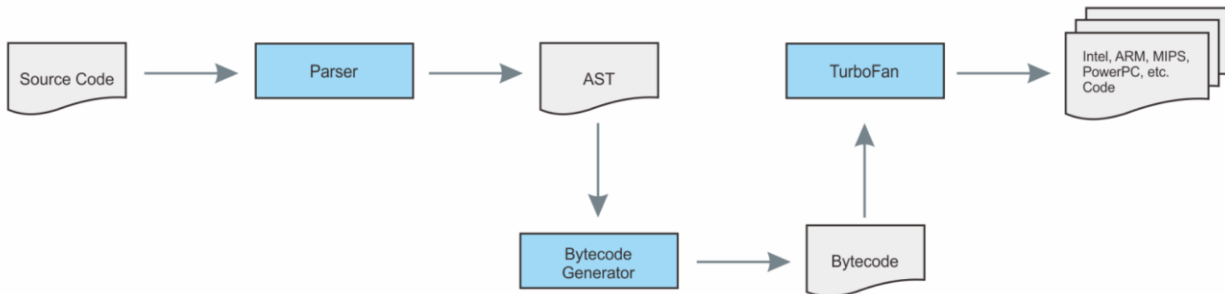 Source Code
Parser
AST
TurboFan
Intel, ARM, MIPS,
PowerPC, etc.
Code
Bytecode
Generator
Bytecode